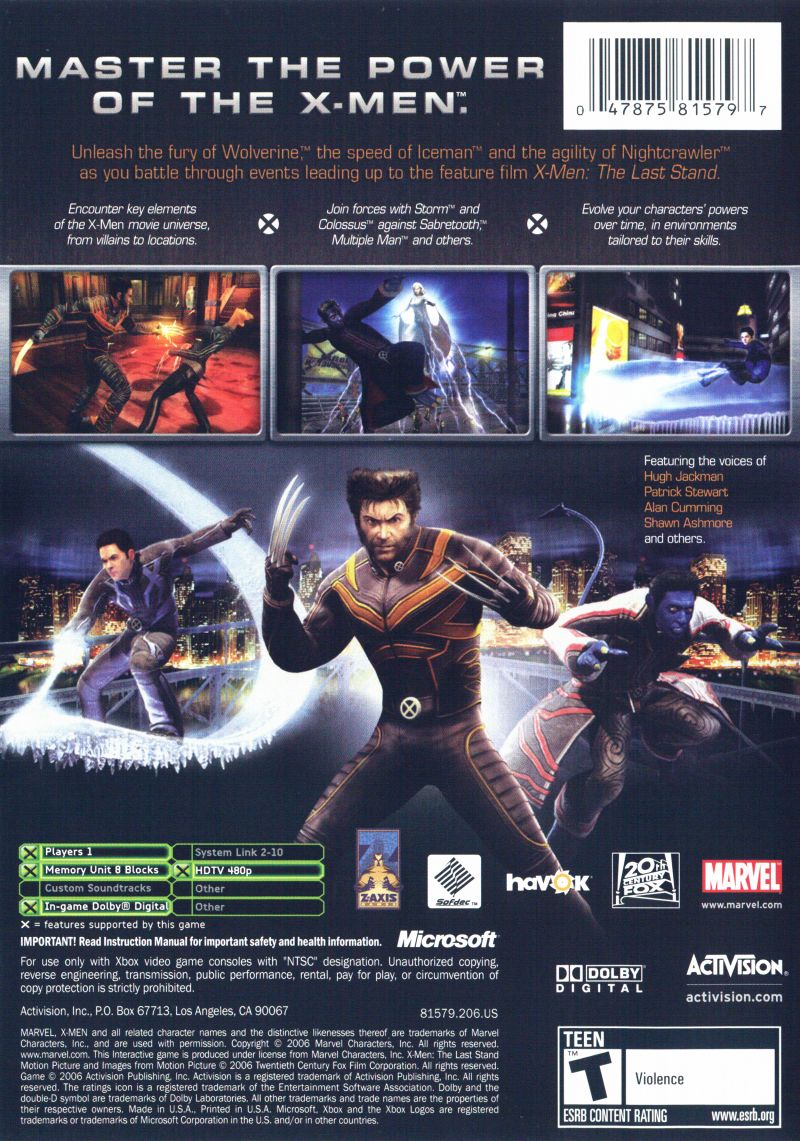 MASTER THE POWER
OF THE X-MEN.™
0 47875 81579 7
Unleash the fury of Wolverine,™ the speed of Iceman™ and the agility of Nightcrawler™
as you battle through events leading up to the feature film X-Men: The Last Stand.
Encounter key elements
of the X-Men movie universe,
from villains to locations.
Join forces with Storm™ and
Colossus™ against Sabretooth,™
Multiple Man™ and others.
Evolve your characters' powers
over time, in environments
tailored to their skills.
Featuring the voices of
Hugh Jackman
Patrick Stewart
Alan Cumming
Shawn Ashmore
and others.
Players 1
System Link 2-10
Memory Unit 8 Blocks
HDTV 480p
Custom Soundtracks
Other
In-game Dolby® Digital
Other
X = features supported by this game
Z-AXIS
Sofdec™
havok
20th
CENTURY
FOX
MARVEL
www.marvel.com
IMPORTANT! Read Instruction Manual for important safety and health information.
Microsoft®
For use only with Xbox video game consoles with "NTSC" designation. Unauthorized copying,
reverse engineering, transmission, public performance, rental, pay for play, or circumvention of
copy protection is strictly prohibited.
DOLBY
DIGITAL
ACTIVISION®
activision.com
Activision, Inc., P.O. Box 67713, Los Angeles, CA 90067
81579.206.US
MARVEL, X-MEN and all related character names and the distinctive likenesses thereof are trademarks of Marvel
Characters, Inc., and are used with permission. Copyright © 2006 Marvel Characters, Inc. All rights reserved.
www.marvel.com. This Interactive game is produced under license from Marvel Characters, Inc. X-Men: The Last Stand
Motion Picture and Images from Motion Picture © 2006 Twentieth Century Fox Film Corporation. All rights reserved.
Game © 2006 Activision Publishing, Inc. Activision is a registered trademark of Activision Publishing, Inc. All rights
reserved. The ratings icon is a registered trademark of the Entertainment Software Association. Dolby and the
double-D symbol are trademarks of Dolby Laboratories. All other trademarks and trade names are the properties of
their respective owners. Made in U.S.A., Printed in U.S.A. Microsoft, Xbox and the Xbox Logos are registered
trademarks or trademarks of Microsoft Corporation in the U.S. and/or in other countries.
TEEN
T™
Violence
ESRB CONTENT RATING
www.esrb.org